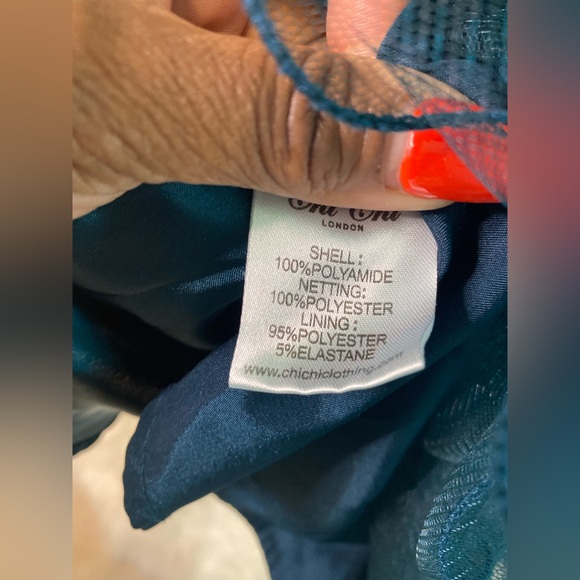 Chi Chi
LONDON
SHELL:
100%POLYAMIDE
NETTING:
100%POLYESTER
LINING:
95%POLYESTER
5%ELASTANE
www.chichiclothing.com